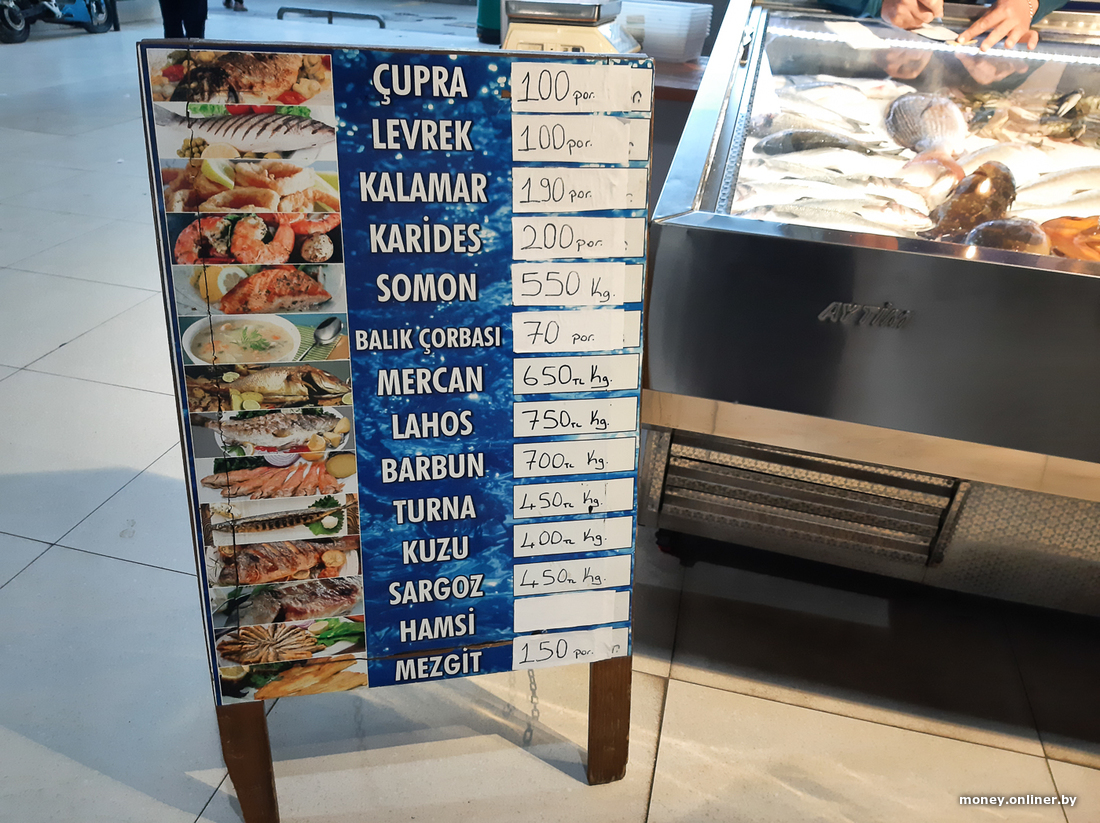 ÇUPRA 100 por.
LEVREK 100 por.
KALAMAR 190 por.
KARİDES 200 por.
SOMON 550 Kg.
BALIK ÇORBASI 70 por.
MERCAN 650TL Kg.
LAHOS 750TL Kg.
BARBUN 700TL Kg.
TURNA 450TL Kg.
KUZU 400TL Kg.
SARGOZ 450TL Kg.
HAMSİ
MEZGİT 150 por.
AYTİM
money.onliner.by